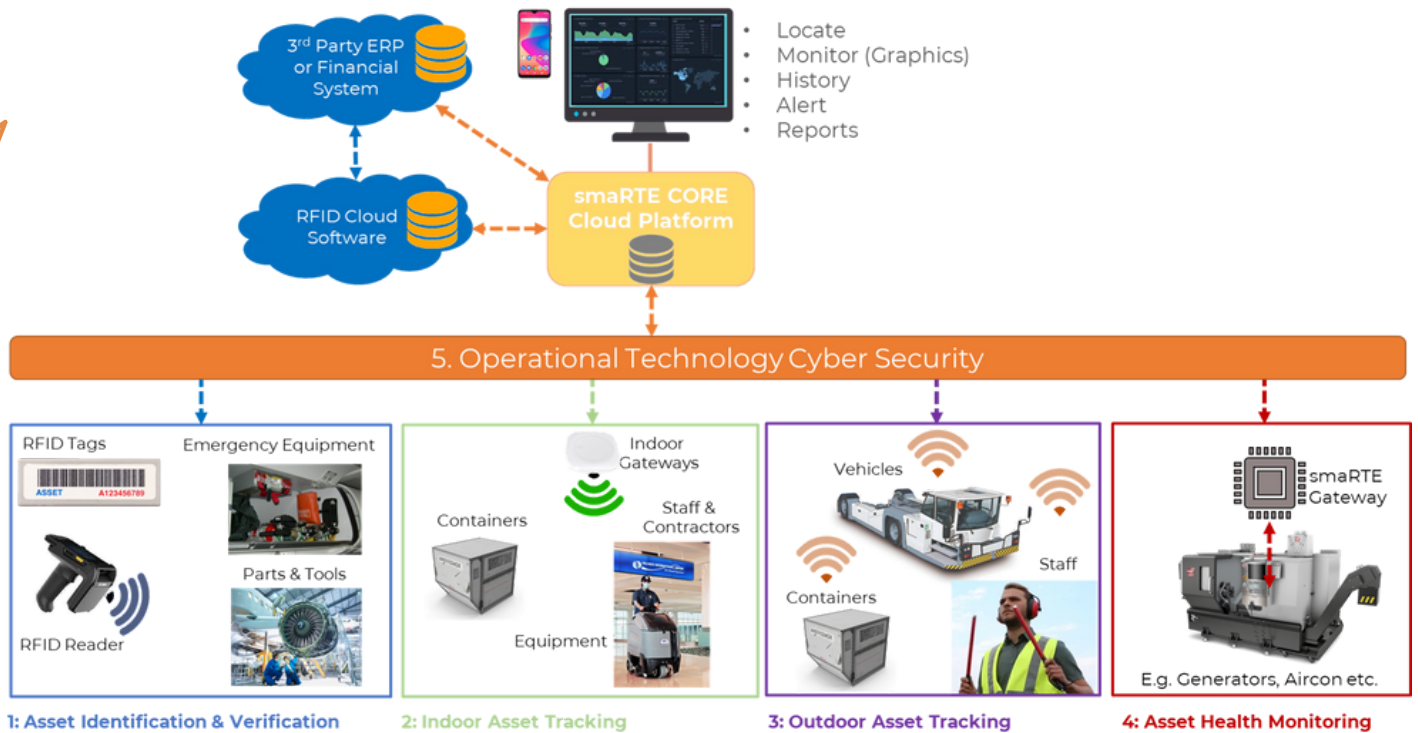 3rd Party ERP
or Financial
System
Locate
Monitor (Graphics)
History
Alert
Reports
RFID Cloud
Software
smaRTE CORE
Cloud Platform
5. Operational Technology Cyber Security
RFID Tags
ASSET A123456789
RFID Reader
Emergency Equipment
Parts & Tools
Indoor
Gateways
Containers
Staff &
Contractors
Equipment
Vehicles
Staff
Containers
smaRTE
Gateway
E.g. Generators, Aircon etc.
1: Asset Identification & Verification
2: Indoor Asset Tracking
3: Outdoor Asset Tracking
4: Asset Health Monitoring